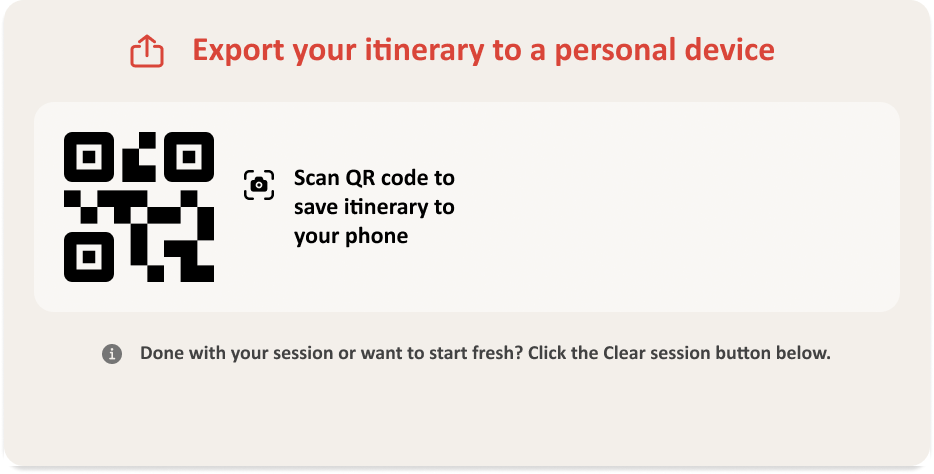 Export your itinerary to a personal device
Scan QR code to
save itinerary to
your phone
Done with your session or want to start fresh? Click the Clear session button below.